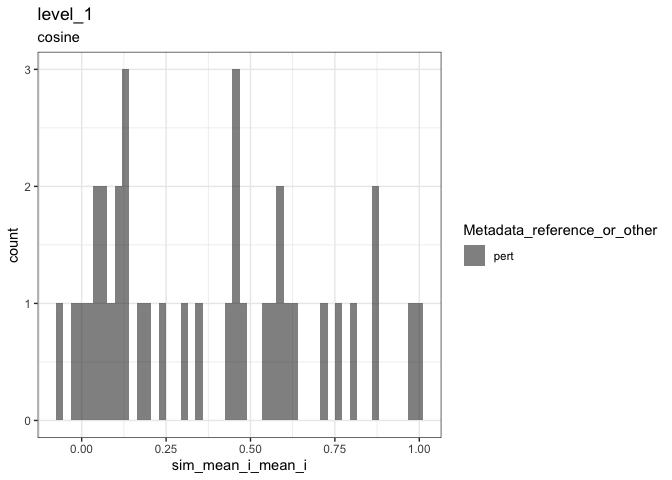 level_1
cosine
3
2
1
0
count
0.00 0.25 0.50 0.75 1.00
sim_mean_i_mean_i
Metadata_reference_or_other
pert